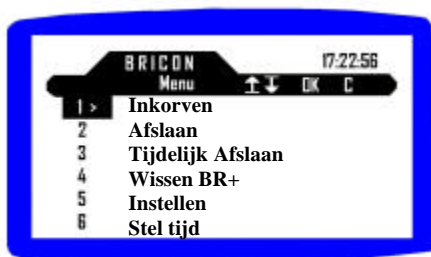 BRICON 17:22:56
Menu OK C
1 > Inkorven
2 Afslaan
3 Tijdelijk Afslaan
4 Wissen BR+
5 Instellen
6 Stel tijd